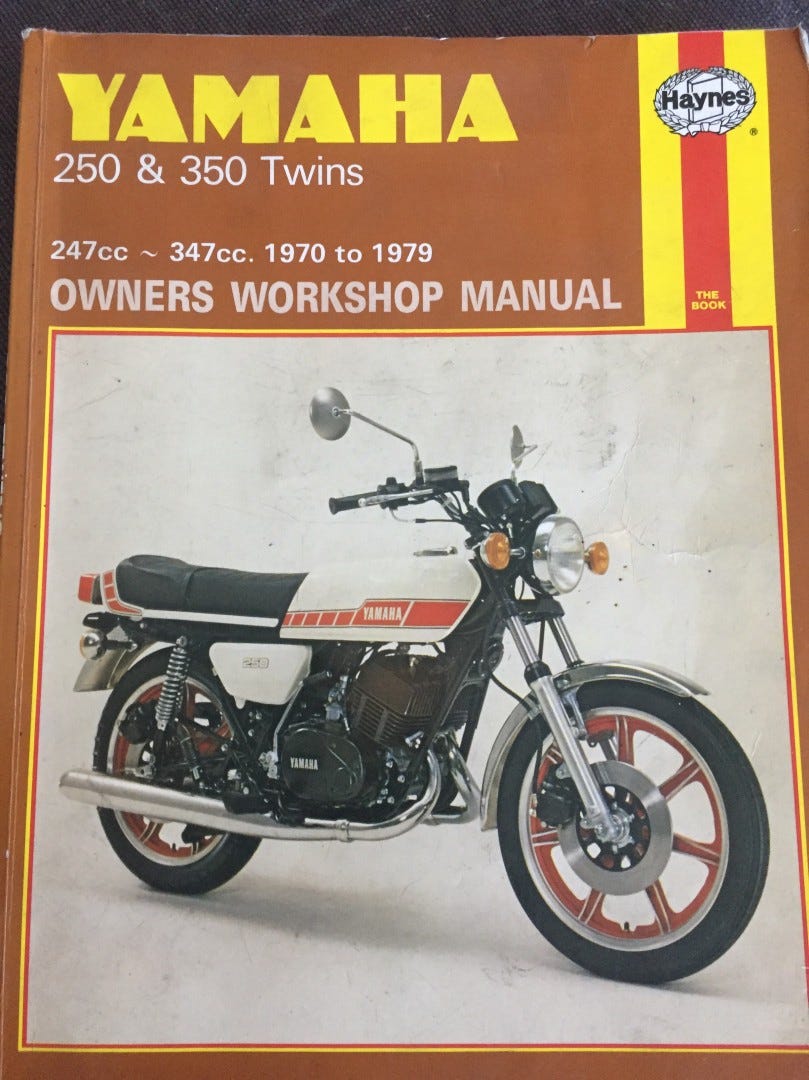 YAMAHA
Haynes
®
250 & 350 Twins
247cc ~ 347cc. 1970 to 1979
OWNERS WORKSHOP MANUAL
THE
BOOK
YAMAHA
250
YAMAHA